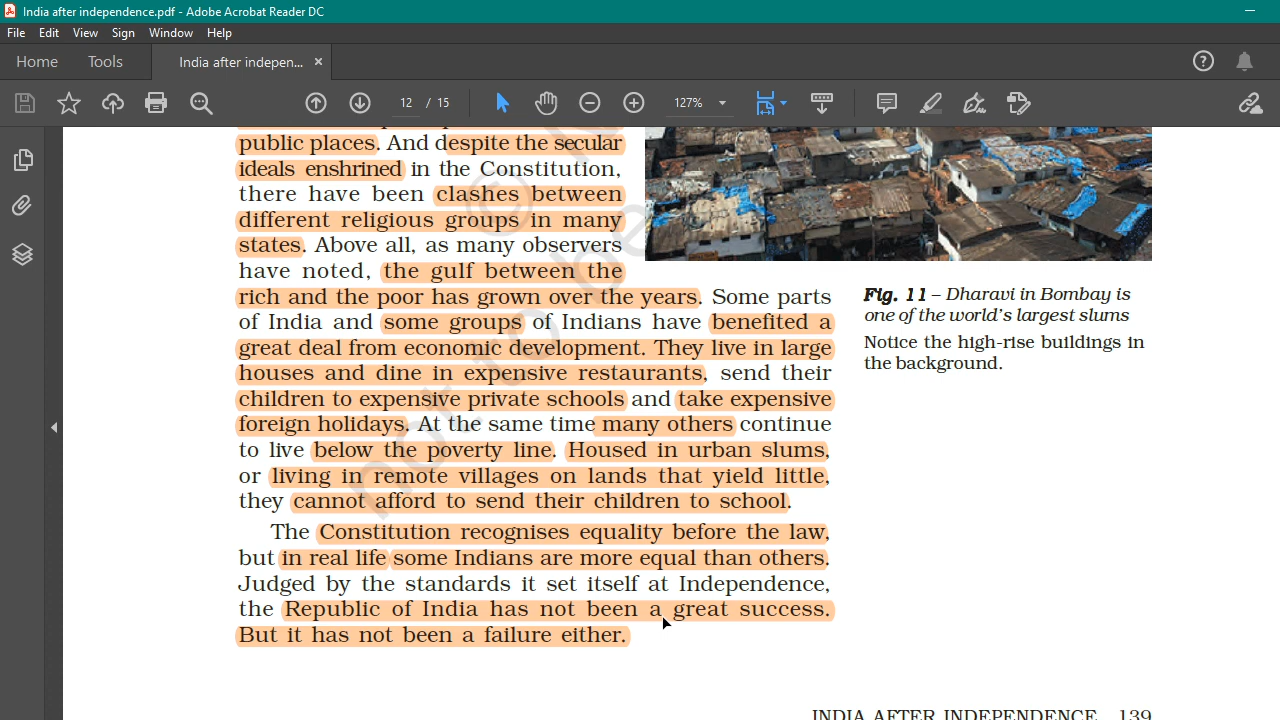 India after independence.pdf - Adobe Acrobat Reader DC
File Edit View Sign Window Help
Home Tools India after indepen... ×
12 / 15 127%
public places. And despite the secular
ideals enshrined in the Constitution,
there have been clashes between
different religious groups in many
states. Above all, as many observers
have noted, the gulf between the
rich and the poor has grown over the years. Some parts
of India and some groups of Indians have benefited a
great deal from economic development. They live in large
houses and dine in expensive restaurants, send their
children to expensive private schools and take expensive
foreign holidays. At the same time many others continue
to live below the poverty line. Housed in urban slums,
or living in remote villages on lands that yield little,
they cannot afford to send their children to school.
The Constitution recognises equality before the law,
but in real life some Indians are more equal than others.
Judged by the standards it set itself at Independence,
the Republic of India has not been a great success.
But it has not been a failure either.
Fig. 11 – Dharavi in Bombay is
one of the world's largest slums
Notice the high-rise buildings in
the background.
not to be
©
INDIA AFTER INDEPENDENCE 139